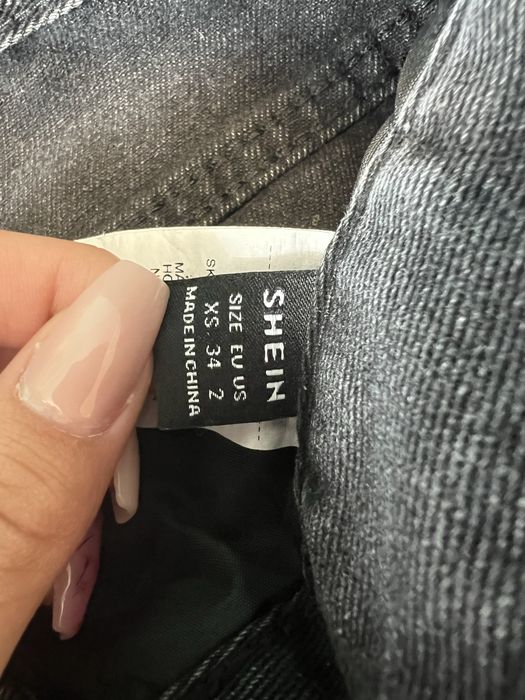 SHEIN
SIZE EU US
XS 34 2
MADE IN CHINA